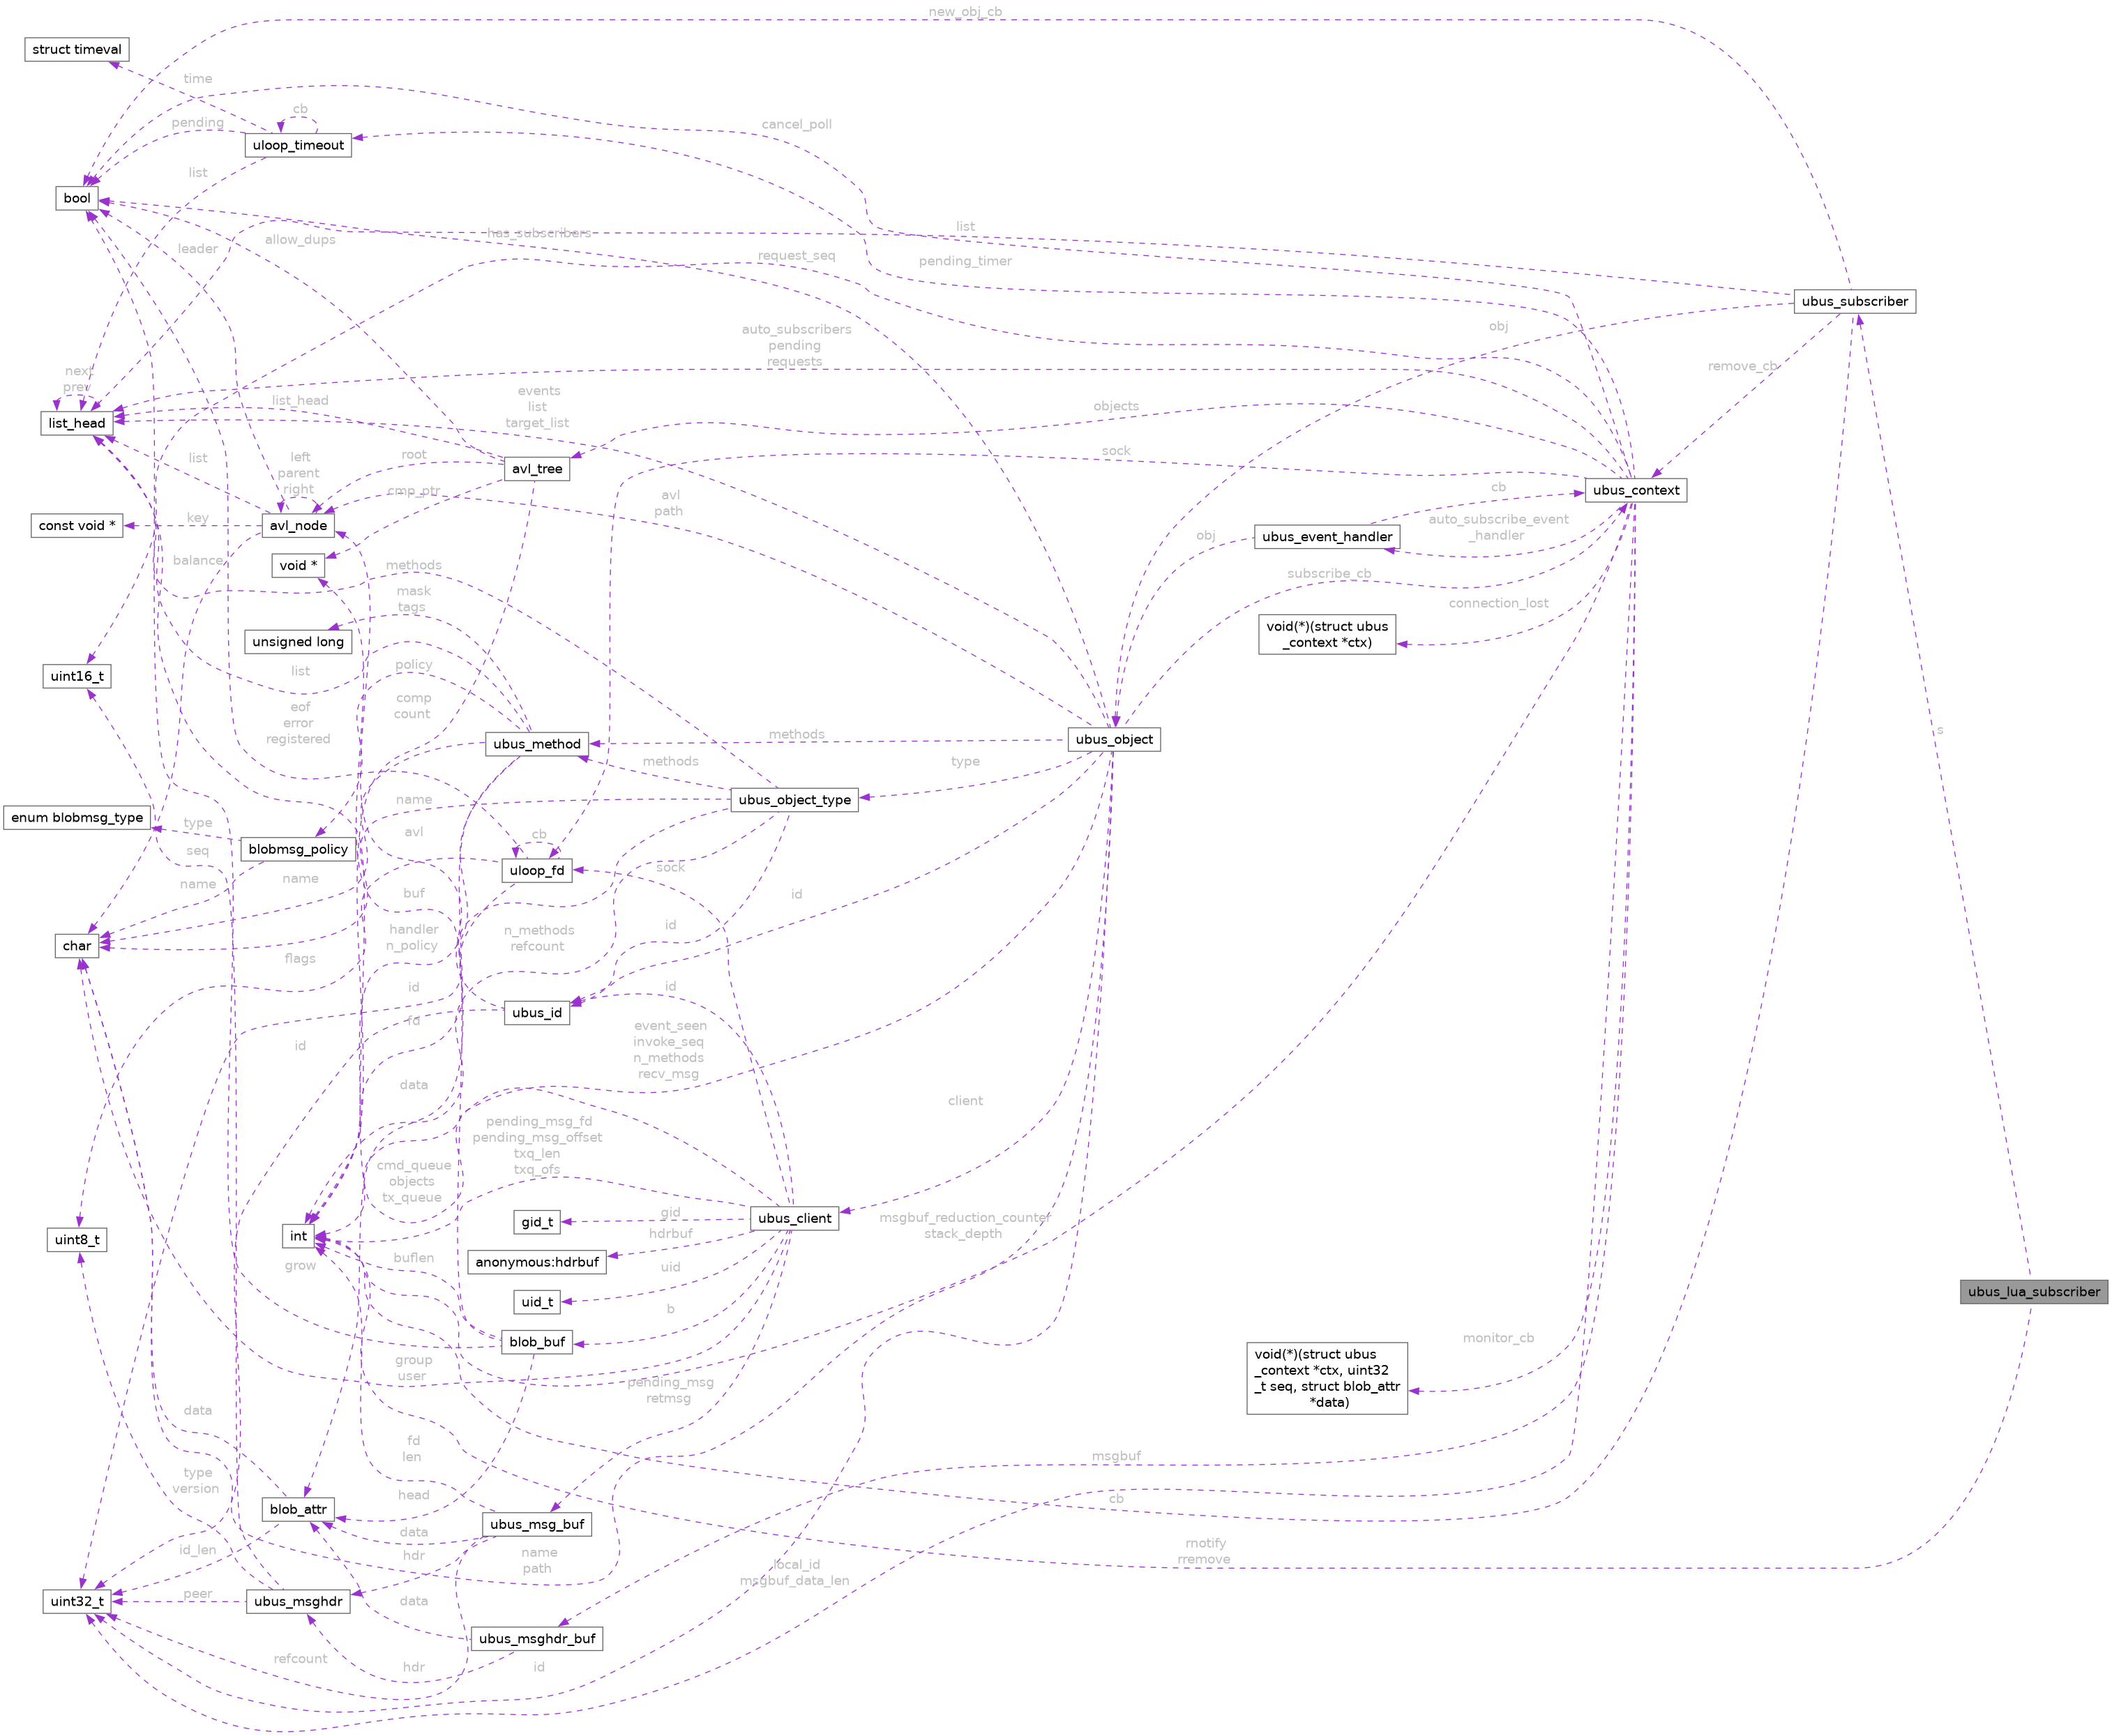 new_obj_cb
struct timeval
time
cb
pending
cancel_poll
uloop_timeout
list
bool
leader
allow_dups
has_subscribers
list
request_seq
pending_timer
ubus_subscriber
auto_subscribers
pending
requests
obj
remove_cb
next
prev
list_head
list_head
events
list
target_list
objects
left
parent
right
list
root
avl_tree
cmp_ptr
sock
ubus_context
cb
avl
path
const void *
key
avl_node
obj
ubus_event_handler
auto_subscribe_event
_handler
balance
void *
methods
subscribe_cb
mask
tags
connection_lost
unsigned long
void(*)(struct ubus
_context *ctx)
uint16_t
list
policy
eof
error
registered
comp
count
ubus_method
methods
ubus_object
s
methods
type
enum blobmsg_type
type
name
ubus_object_type
seq
blobmsg_policy
avl
cb
name
name
buf
uloop_fd
sock
id
char
flags
handler
n_policy
n_methods
refcount
id
id
fd
ubus_id
id
id
event_seen
invoke_seq
n_methods
recv_msg
data
client
pending_msg_fd
pending_msg_offset
txq_len
txq_ofs
cmd_queue
objects
tx_queue
uint8_t
int
gid_t
gid
hdrbuf
ubus_client
msgbuf_reduction_counter
stack_depth
grow
buflen
anonymous:hdrbuf
uid
uid_t
b
ubus_lua_subscriber
blob_buf
monitor_cb
group
user
pending_msg
retmsg
void(*)(struct ubus
_context *ctx, uint32
_t seq, struct blob_attr
*data)
data
fd
len
msgbuf
type
version
head
cb
blob_attr
ubus_msg_buf
data
id_len
hdr
name
path
rnotify
rremove
local_id
msgbuf_data_len
uint32_t
peer
ubus_msghdr
data
ubus_msghdr_buf
refcount
hdr
id